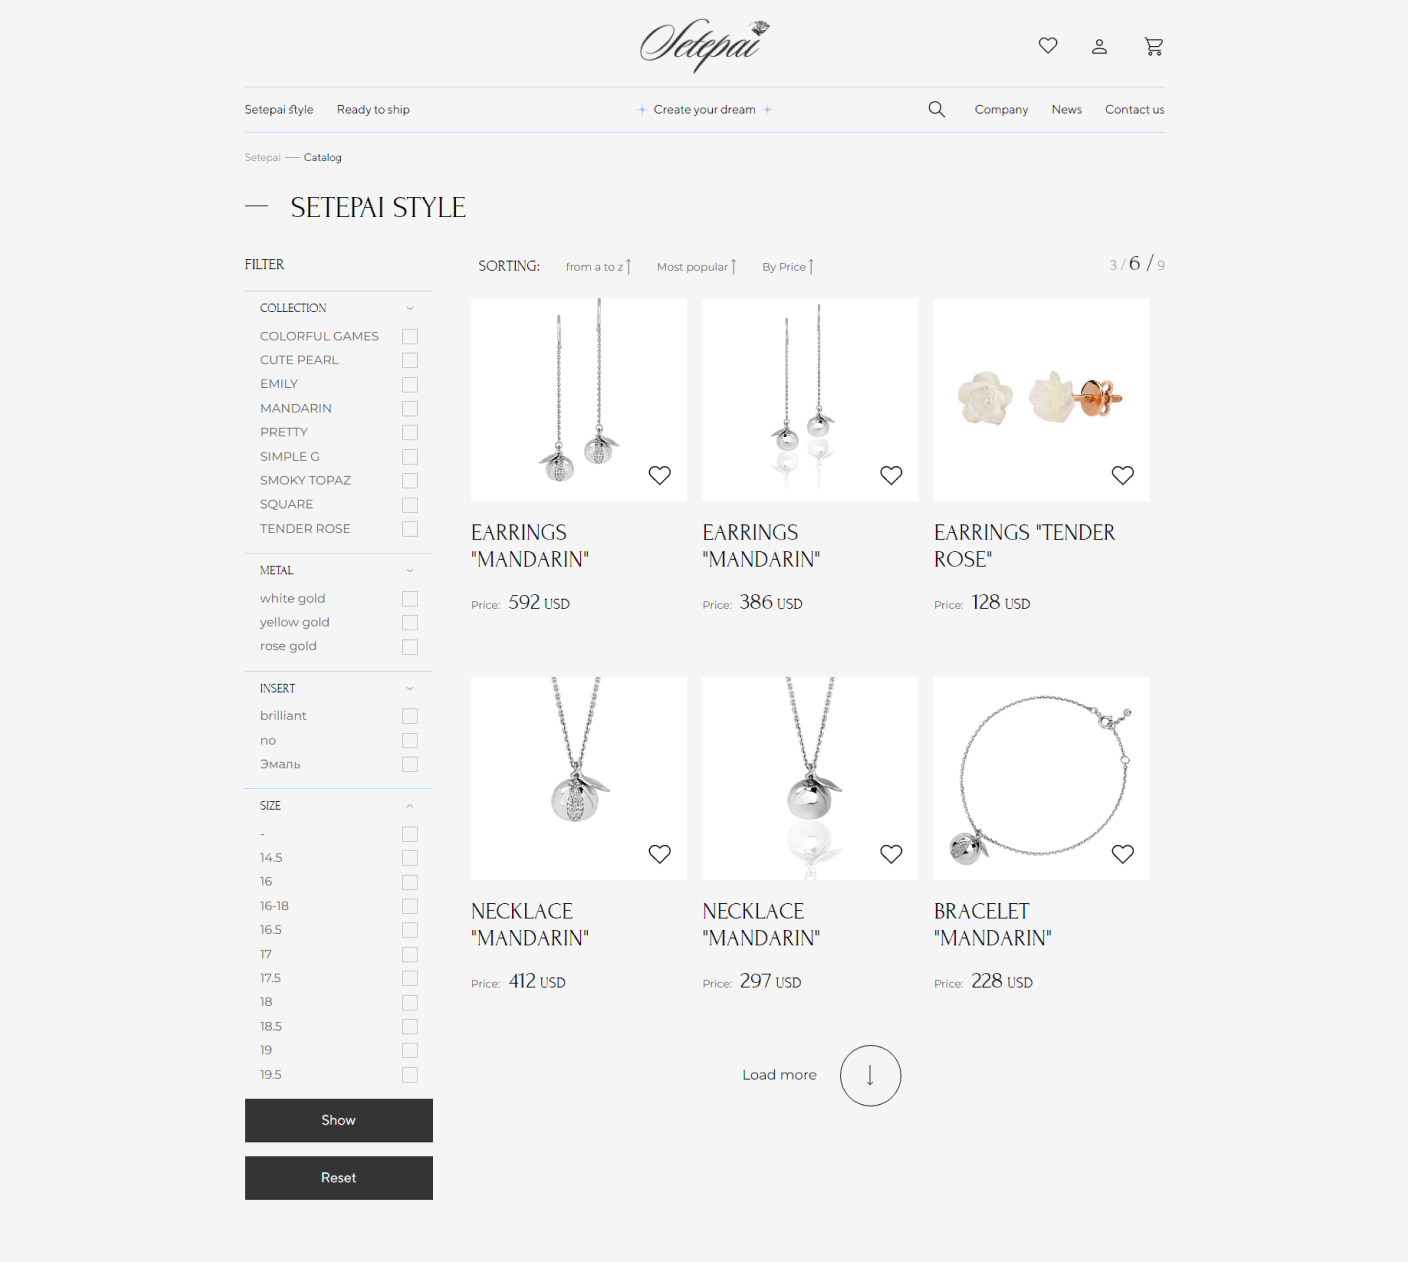 Setepai
Setepai style
Ready to ship
Create your dream
Company
News
Contact us
Setepai — Catalog
— SETEPAI STYLE
FILTER
COLLECTION
COLORFUL GAMES
CUTE PEARL
EMILY
MANDARIN
PRETTY
SIMPLE G
SMOKY TOPAZ
SQUARE
TENDER ROSE
METAL
white gold
yellow gold
rose gold
INSERT
brilliant
no
Эмаль
SIZE
-
14.5
16
16-18
16.5
17
17.5
18
18.5
19
19.5
Show
Reset
SORTING:
from a to z
Most popular
By Price
3 / 6 / 9
EARRINGS
"MANDARIN"
Price: 592 USD
EARRINGS
"MANDARIN"
Price: 386 USD
EARRINGS "TENDER
ROSE"
Price: 128 USD
NECKLACE
"MANDARIN"
Price: 412 USD
NECKLACE
"MANDARIN"
Price: 297 USD
BRACELET
"MANDARIN"
Price: 228 USD
Load more